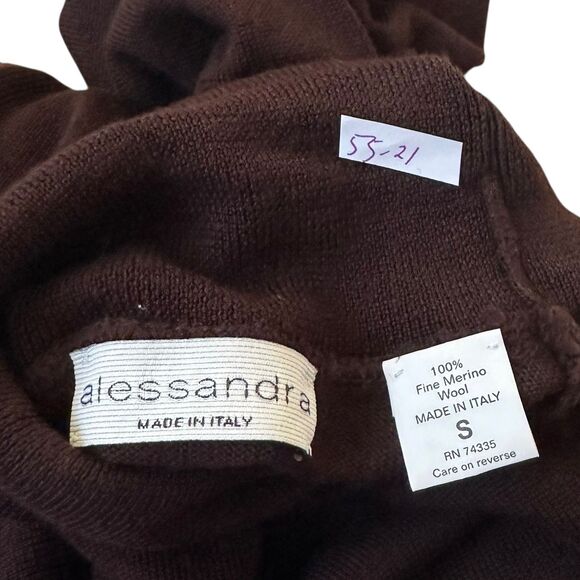 55-21
alessandra
MADE IN ITALY
100%
Fine Merino
Wool
MADE IN ITALY
S
RN 74335
Care on reverse